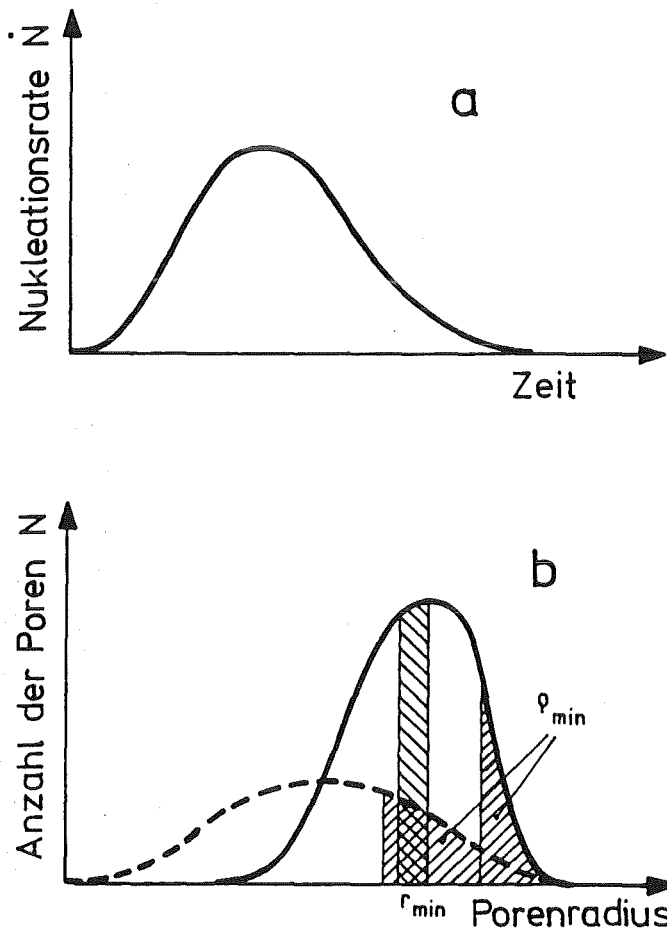 Nukleationsrate Ṅ
a
Zeit
Anzahl der Poren N
b
ρmin
rmin
Porenradius